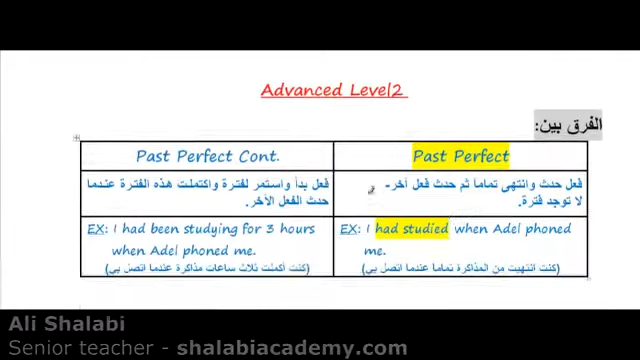 Advanced Level2
الفرق بين:
Past Perfect Cont.
Past Perfect
فعل بدأ واستمر لفترة واكتملت هذه الفترة عندما
حدث الفعل الآخر.
فعل حدث وانتهى تماما ثم حدث فعل أخر-
لا توجد فترة.
EX: I had been studying for 3 hours
when Adel phoned me.
(كنت أكملت ثلاث ساعات مذاكرة عندما اتصل بي)
EX: I had studied when Adel phoned
me.
(كنت انتهيت من المذاكرة تماما عندما اتصل بي)
Ali Shalabi
Senior teacher - shalabiacademy.com